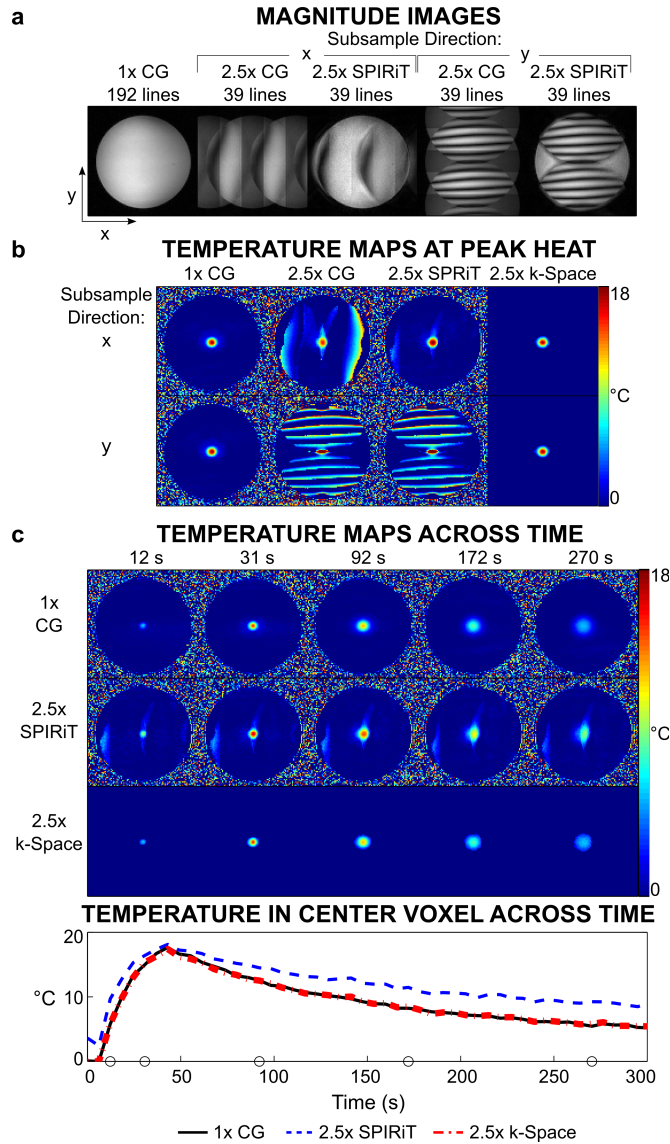 a
MAGNITUDE IMAGES
Subsample Direction:
x
y
1x CG
192 lines
2.5x CG
39 lines
2.5x SPIRiT
39 lines
2.5x CG
39 lines
2.5x SPIRiT
39 lines
y
x
b
TEMPERATURE MAPS AT PEAK HEAT
1x CG 2.5x CG 2.5x SPRiT 2.5x k-Space
Subsample
Direction:
x
y
18
°C
0
c
TEMPERATURE MAPS ACROSS TIME
12 s 31 s 92 s 172 s 270 s
1x
CG
2.5x
SPIRiT
2.5x
k-Space
18
°C
0
TEMPERATURE IN CENTER VOXEL ACROSS TIME
20
°C
10
0
0 50 100 150 200 250 300
Time (s)
1x CG 2.5x SPIRiT 2.5x k-Space